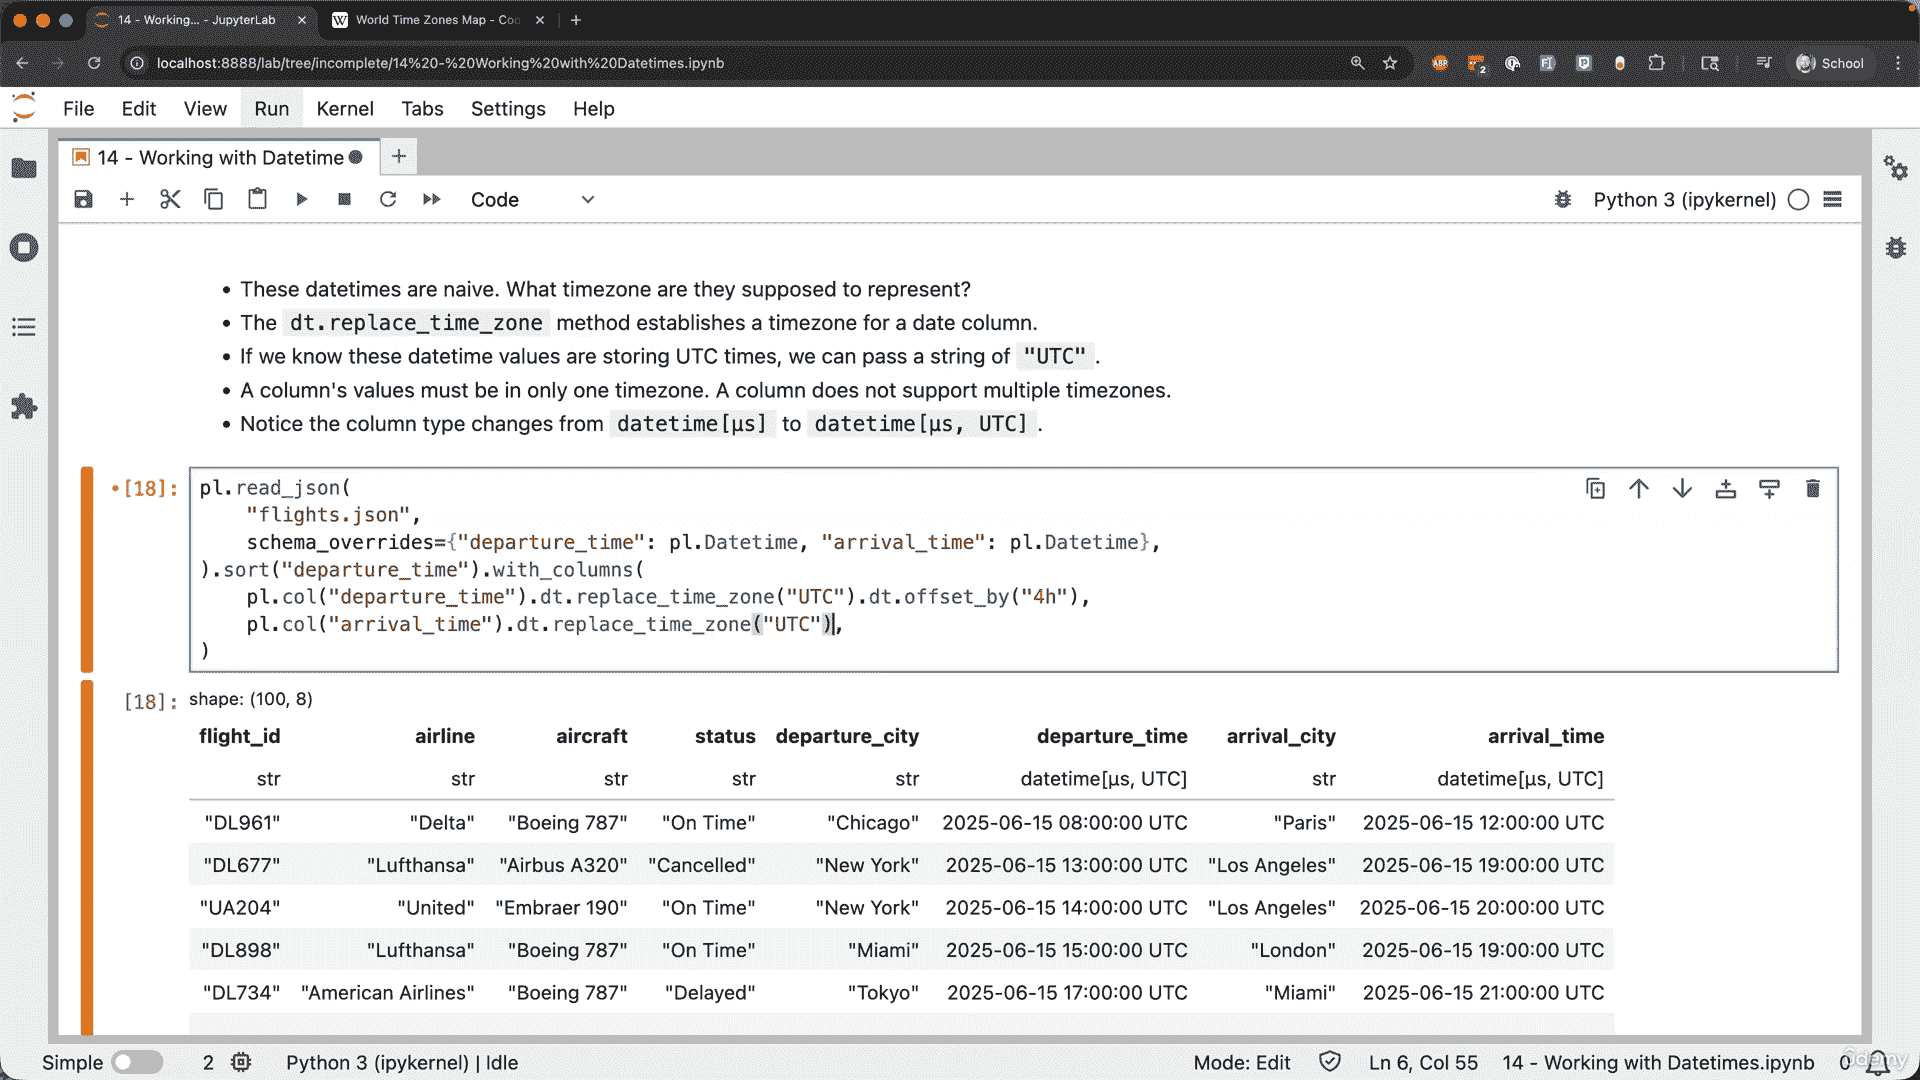 14 - Working... - JupyterLab
World Time Zones Map - Coo
localhost:8888/lab/tree/incomplete/14%20-%20Working%20with%20Datetimes.ipynb
ABP
2
School
File Edit View Run Kernel Tabs Settings Help
14 - Working with Datetime
Code
Python 3 (ipykernel)
• These datetimes are naive. What timezone are they supposed to represent?
• The dt.replace_time_zone method establishes a timezone for a date column.
• If we know these datetime values are storing UTC times, we can pass a string of "UTC".
• A column's values must be in only one timezone. A column does not support multiple timezones.
• Notice the column type changes from datetime[μs] to datetime[μs, UTC].
[18]:
pl.read_json(
    "flights.json",
    schema_overrides={"departure_time": pl.Datetime, "arrival_time": pl.Datetime},
).sort("departure_time").with_columns(
    pl.col("departure_time").dt.replace_time_zone("UTC").dt.offset_by("4h"),
    pl.col("arrival_time").dt.replace_time_zone("UTC"),
)
[18]: shape: (100, 8)
flight_id airline aircraft status departure_city departure_time arrival_city arrival_time
str str str str str datetime[μs, UTC] str datetime[μs, UTC]
"DL961" "Delta" "Boeing 787" "On Time" "Chicago" 2025-06-15 08:00:00 UTC "Paris" 2025-06-15 12:00:00 UTC
"DL677" "Lufthansa" "Airbus A320" "Cancelled" "New York" 2025-06-15 13:00:00 UTC "Los Angeles" 2025-06-15 19:00:00 UTC
"UA204" "United" "Embraer 190" "On Time" "New York" 2025-06-15 14:00:00 UTC "Los Angeles" 2025-06-15 20:00:00 UTC
"DL898" "Lufthansa" "Boeing 787" "On Time" "Miami" 2025-06-15 15:00:00 UTC "London" 2025-06-15 19:00:00 UTC
"DL734" "American Airlines" "Boeing 787" "Delayed" "Tokyo" 2025-06-15 17:00:00 UTC "Miami" 2025-06-15 21:00:00 UTC
Simple 2 Python 3 (ipykernel) | Idle Mode: Edit Ln 6, Col 55 14 - Working with Datetimes.ipynb 0
Udemy